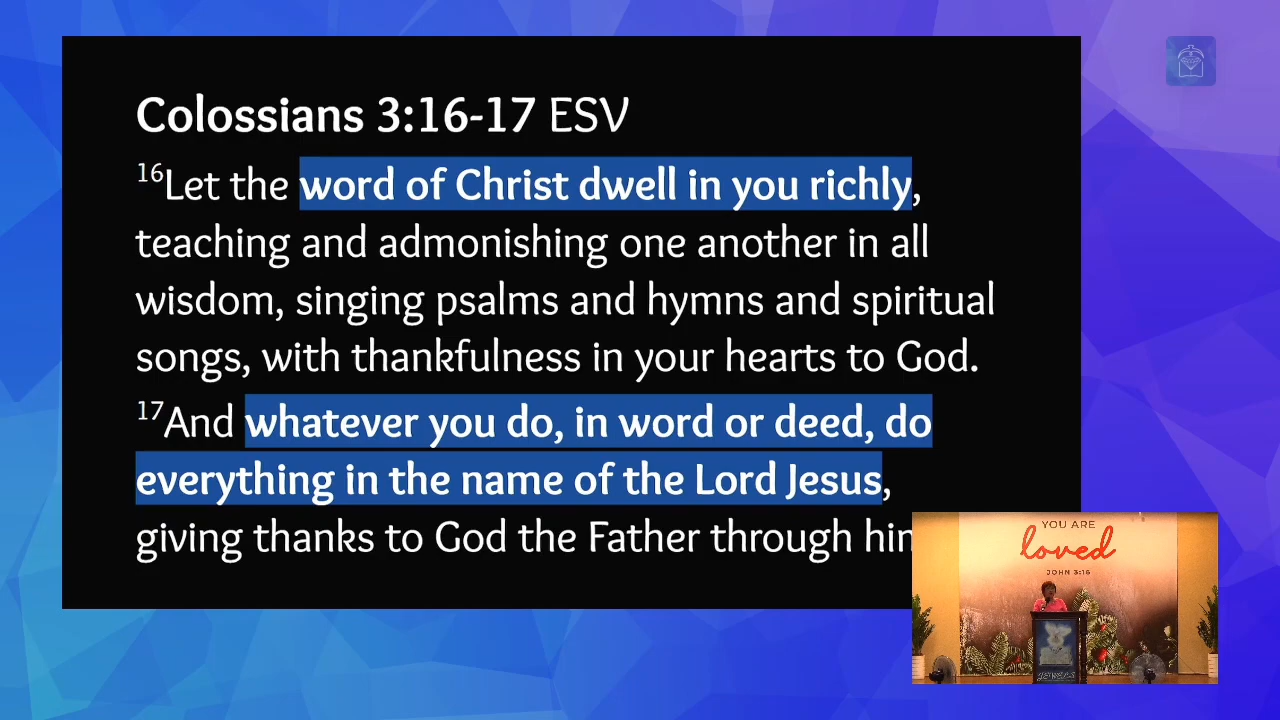 Colossians 3:16-17 ESV
16Let the word of Christ dwell in you richly,
teaching and admonishing one another in all
wisdom, singing psalms and hymns and spiritual
songs, with thankfulness in your hearts to God.
17And whatever you do, in word or deed, do
everything in the name of the Lord Jesus,
giving thanks to God the Father through
YOU ARE
loved
JOHN 3:16
JEWELS